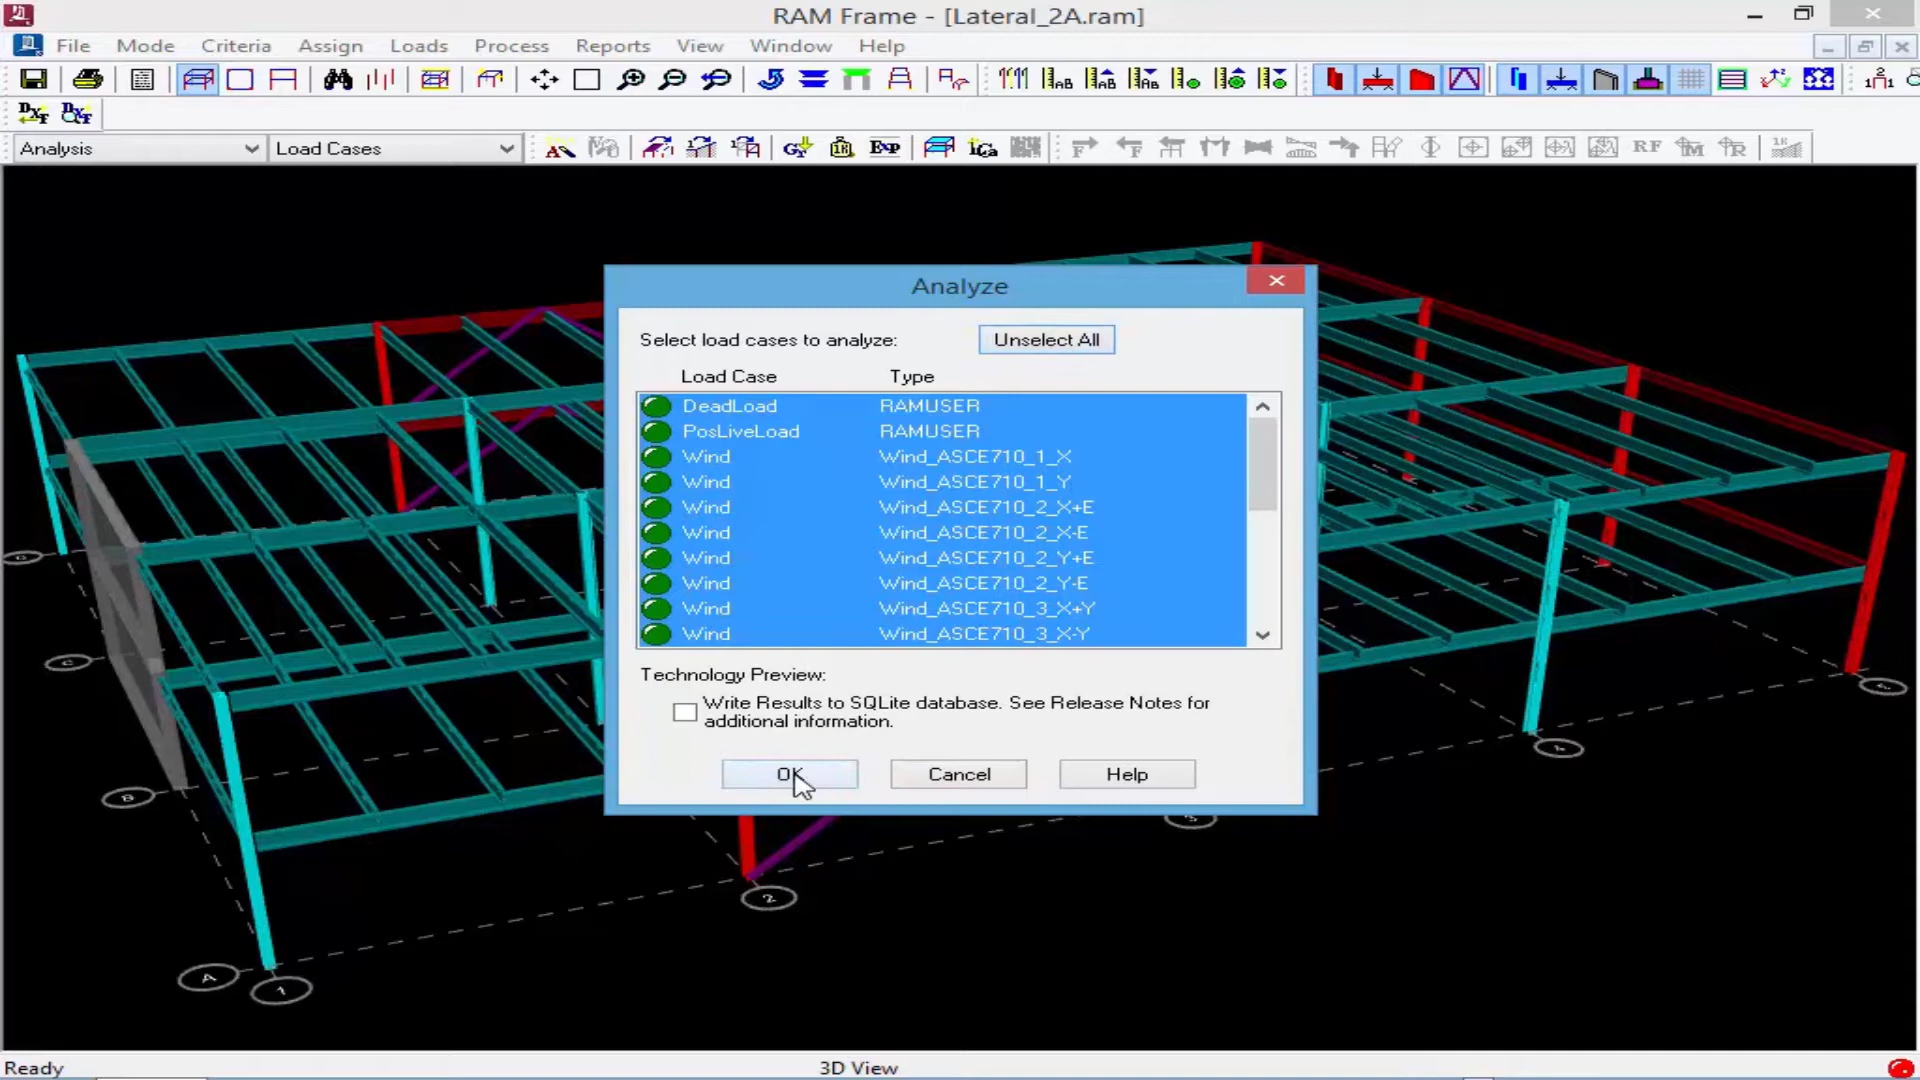 RAM Frame - [Lateral_2A.ram]
File Mode Criteria Assign Loads Process Reports View Window Help
Analysis Load Cases
Analyze
Select load cases to analyze: Unselect All
Load Case Type
DeadLoad RAMUSER
PosLiveLoad RAMUSER
Wind Wind_ASCE710_1_X
Wind Wind_ASCE710_1_Y
Wind Wind_ASCE710_2_X+E
Wind Wind_ASCE710_2_X-E
Wind Wind_ASCE710_2_Y+E
Wind Wind_ASCE710_2_Y-E
Wind Wind_ASCE710_3_X+Y
Wind Wind_ASCE710_3_X-Y
Technology Preview:
Write Results to SQLite database. See Release Notes for
additional information.
OK Cancel Help
C
B
2
A
1
Ready 3D View